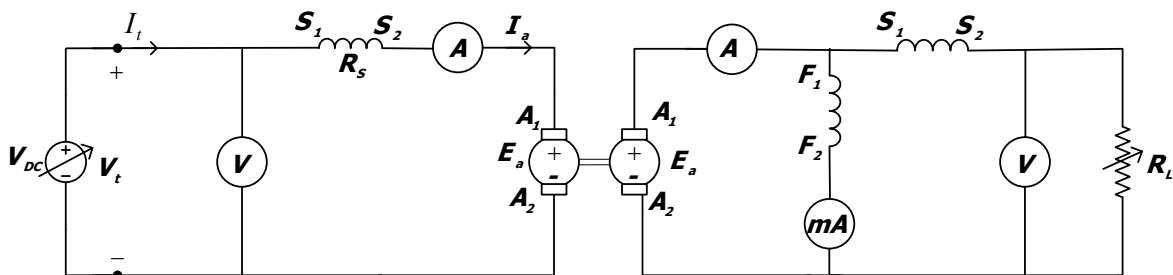 I_t S_1 S_2 A I_a A S_1 S_2
+ R_S F_1
A_1 A_1
V_DC + − V_t V E_a + - + - E_a F_2 V R_L
A_2 A_2
mA
−